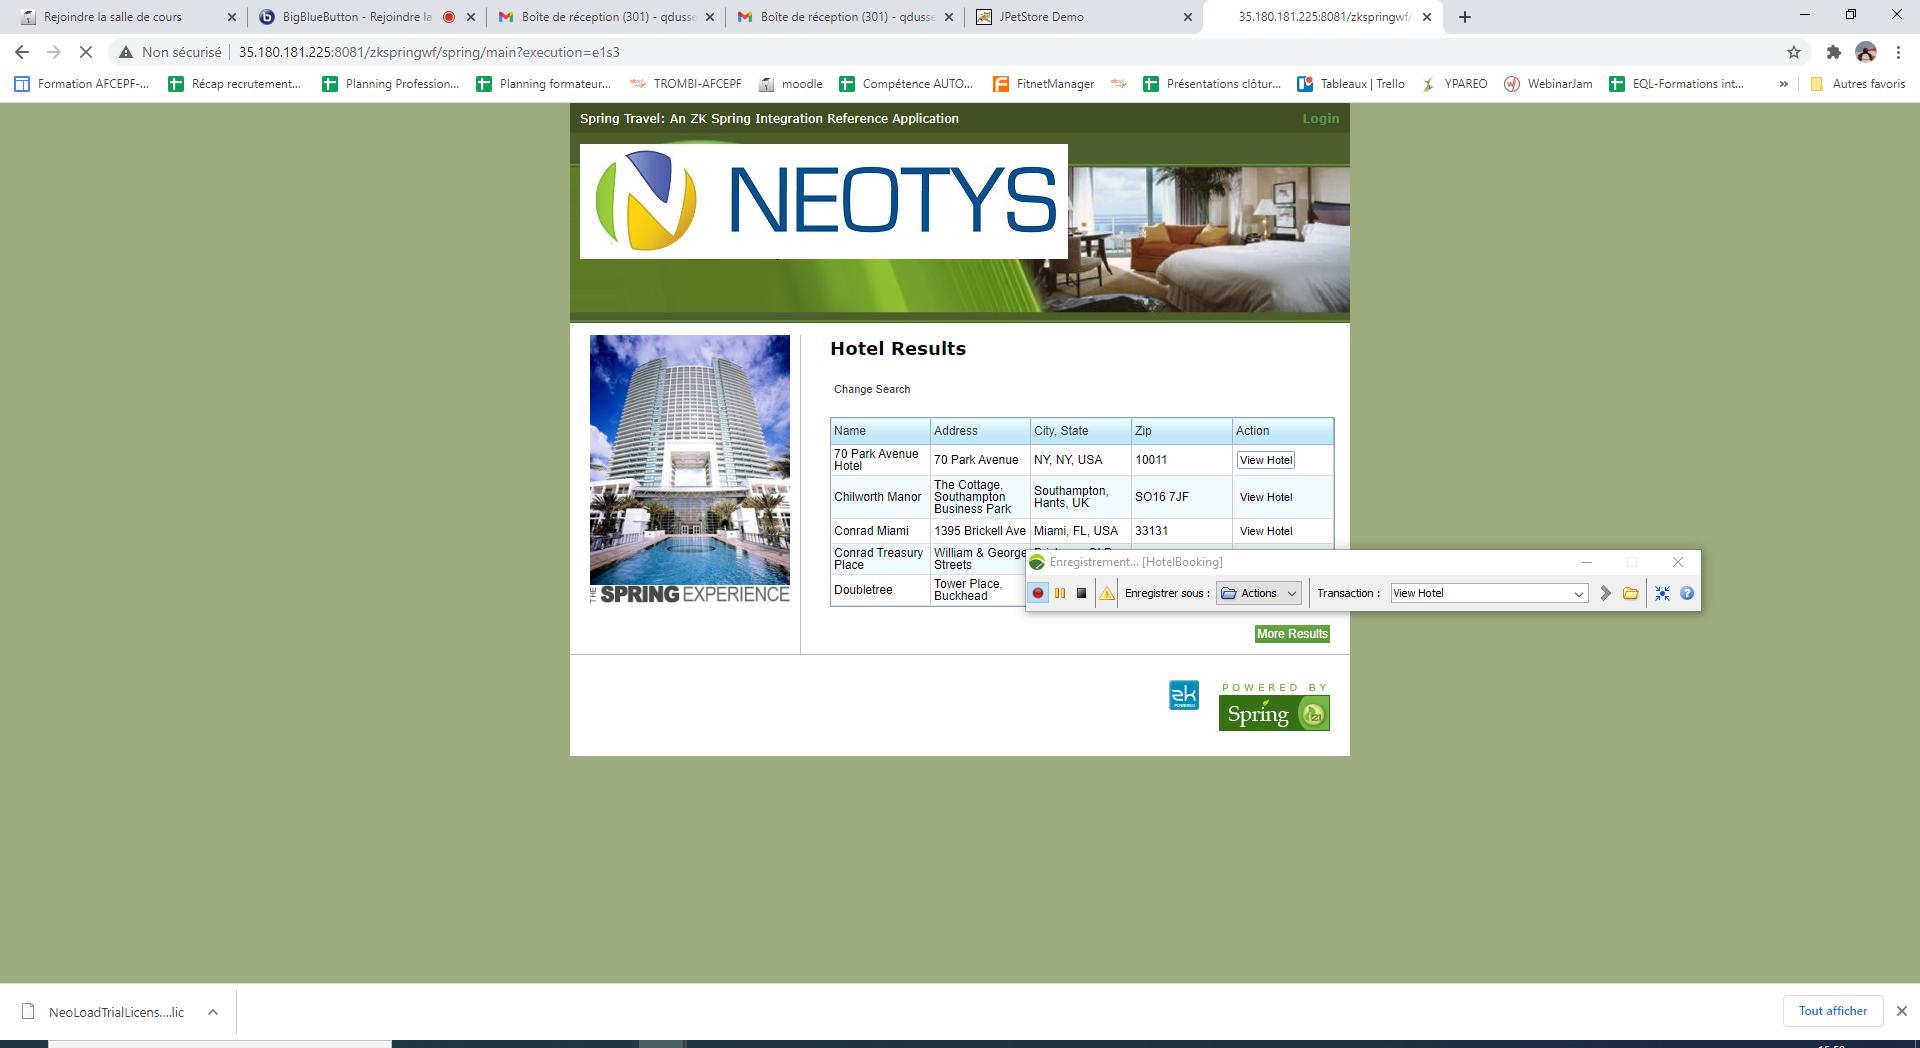 Rejoindre la salle de cours
BigBlueButton - Rejoindre la
Boîte de réception (301) - qdusse
Boîte de réception (301) - qdusse
JPetStore Demo
35.180.181.225:8081/zkspringwf/
Non sécurisé
35.180.181.225:8081/zkspringwf/spring/main?execution=e1s3
Formation AFCEPF-...
Récap recrutement...
Planning Profession...
Planning formateur...
TROMBI-AFCEPF
moodle
Compétence AUTO...
FitnetManager
Présentations clôtur...
Tableaux | Trello
YPAREO
WebinarJam
EQL-Formations int...
»
Autres favoris
Spring Travel: An ZK Spring Integration Reference Application
Login
NEOTYS
THE SPRING EXPERIENCE
Hotel Results
Change Search
Name Address City, State Zip Action
70 Park Avenue Hotel 70 Park Avenue NY, NY, USA 10011 View Hotel
Chilworth Manor The Cottage, Southampton Business Park Southampton, Hants, UK SO16 7JF View Hotel
Conrad Miami 1395 Brickell Ave Miami, FL, USA 33131 View Hotel
Conrad Treasury Place William & George Streets
Doubletree Tower Place, Buckhead
Enregistrement... [HotelBooking]
Enregistrer sous : Actions Transaction : View Hotel
More Results
zk
POWERED
POWERED BY
Spring
NeoLoadTrialLicens....lic
Tout afficher